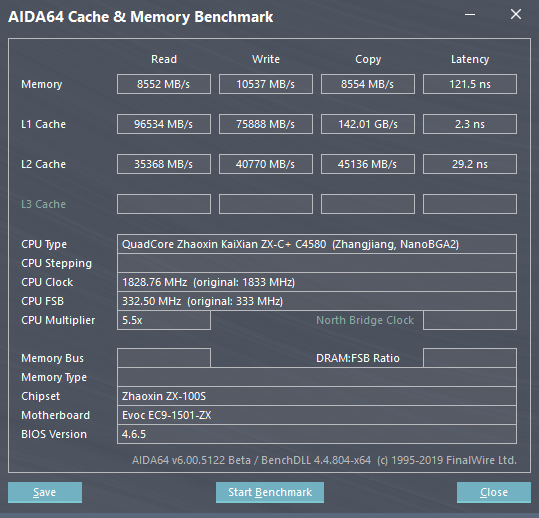 AIDA64 Cache & Memory Benchmark
Read Write Copy Latency
Memory 8552 MB/s 10537 MB/s 8554 MB/s 121.5 ns
L1 Cache 96534 MB/s 75888 MB/s 142.01 GB/s 2.3 ns
L2 Cache 35368 MB/s 40770 MB/s 45136 MB/s 29.2 ns
L3 Cache
CPU Type QuadCore Zhaoxin KaiXian ZX-C+ C4580 (Zhangjiang, NanoBGA2)
CPU Stepping
CPU Clock 1828.76 MHz (original: 1833 MHz)
CPU FSB 332.50 MHz (original: 333 MHz)
CPU Multiplier 5.5x North Bridge Clock
Memory Bus DRAM:FSB Ratio
Memory Type
Chipset Zhaoxin ZX-100S
Motherboard Evoc EC9-1501-ZX
BIOS Version 4.6.5
AIDA64 v6.00.5122 Beta / BenchDLL 4.4.804-x64 (c) 1995-2019 FinalWire Ltd.
Save Start Benchmark Close